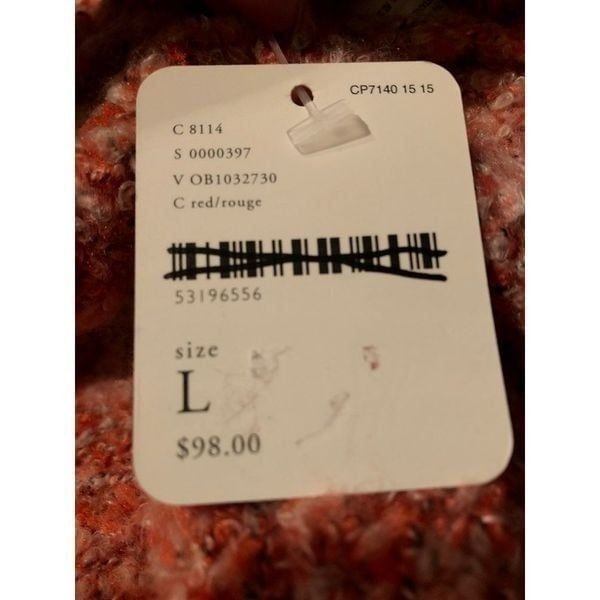 CP7140 15 15
C 8114
S 0000397
V OB1032730
C red/rouge
53196556
size
L
$98.00